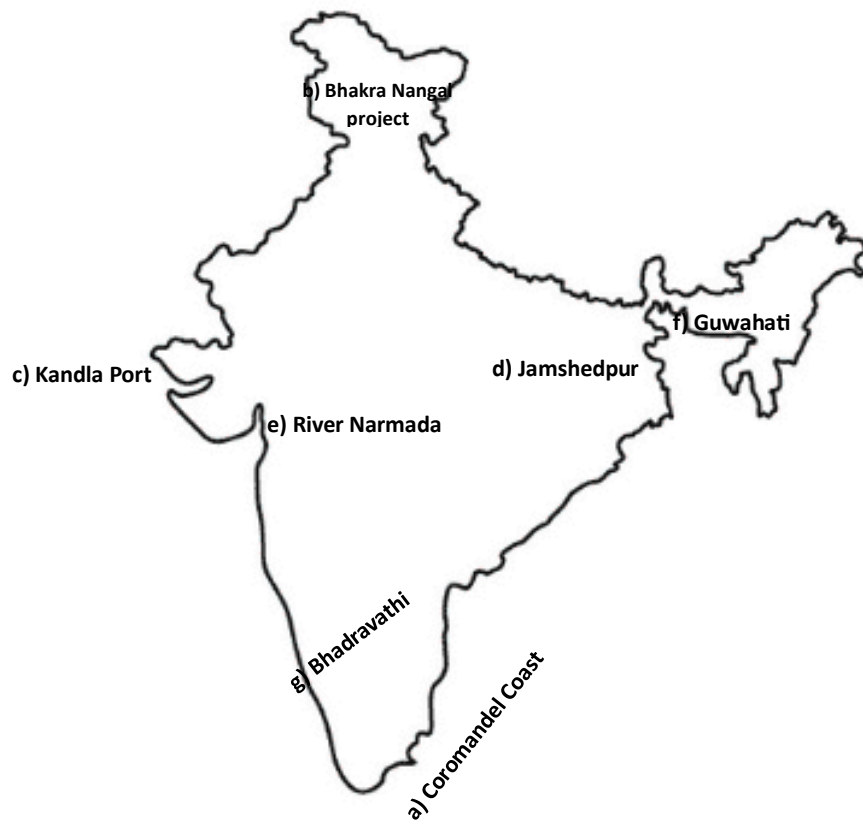 b) Bhakra Nangal
project
f) Guwahati
d) Jamshedpur
c) Kandla Port
e) River Narmada
g) Bhadravathi
a) Coromandel Coast